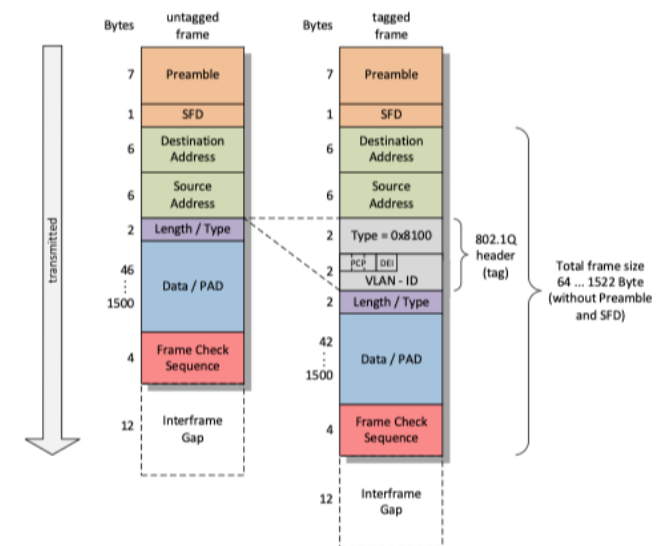 Bytes
untagged
frame
Bytes
tagged
frame
transmitted
7
Preamble
1
SFD
6
Destination
Address
6
Source
Address
2
Length / Type
46
1500
Data / PAD
4
Frame Check
Sequence
12
Interframe
Gap
7
Preamble
1
SFD
6
Destination
Address
6
Source
Address
2
Type = 0x8100
2
PCP
DEI
VLAN - ID
2
Length / Type
42
1500
Data / PAD
4
Frame Check
Sequence
12
Interframe
Gap
802.1Q
header
(tag)
Total frame size
64 ... 1522 Byte
(without Preamble
and SFD)